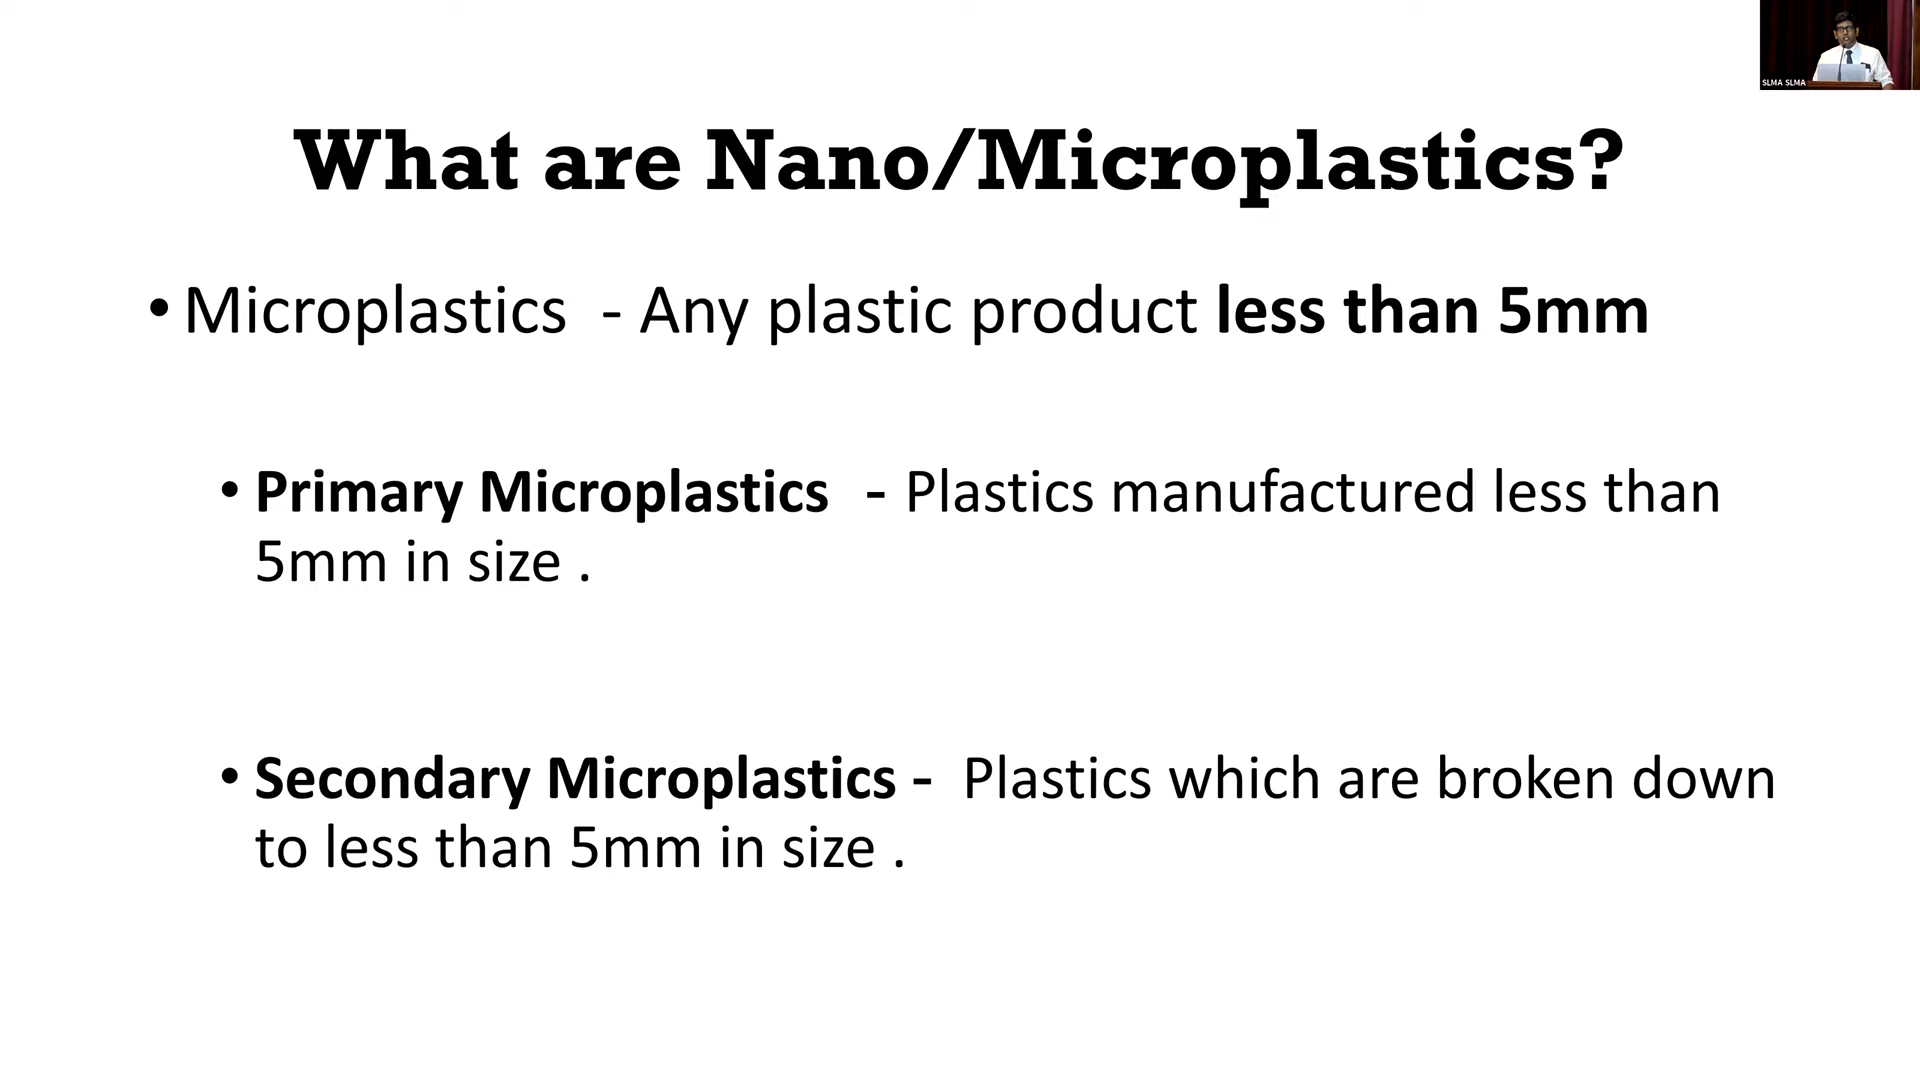 SLMA SLMA
What are Nano/Microplastics?
• Microplastics - Any plastic product less than 5mm
• Primary Microplastics - Plastics manufactured less than
5mm in size .
• Secondary Microplastics - Plastics which are broken down
to less than 5mm in size .